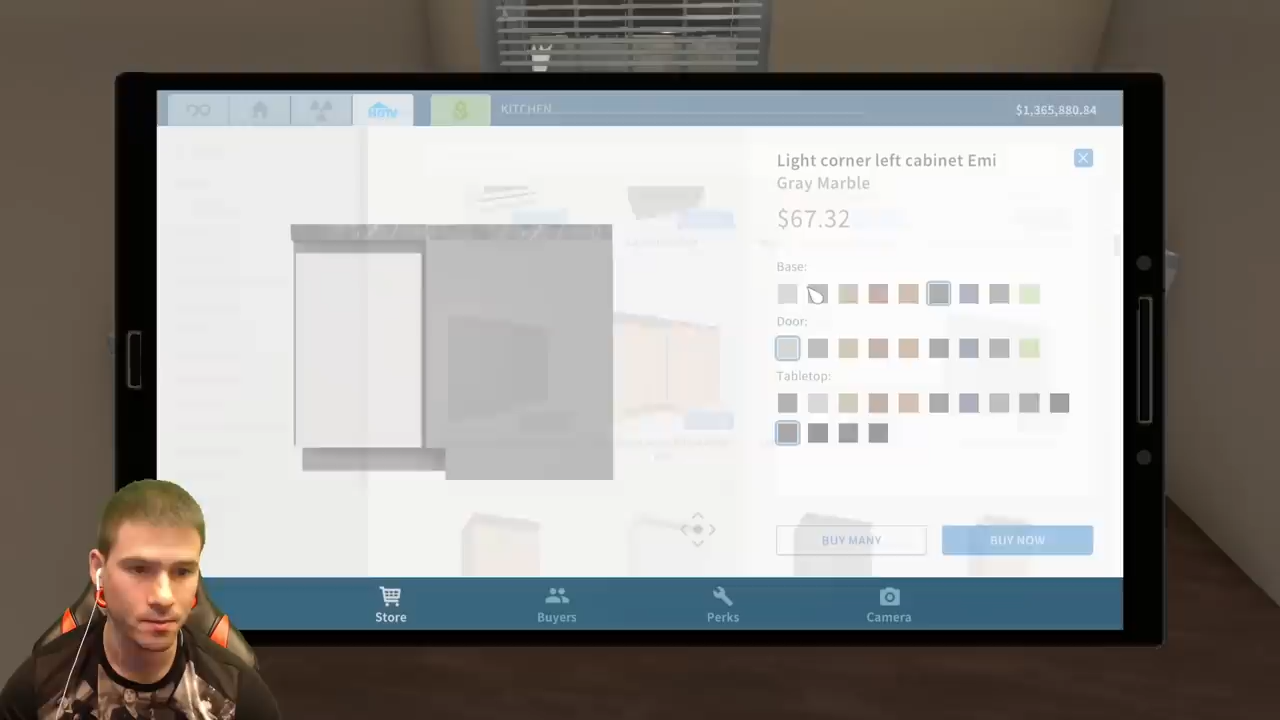 HGTV
KITCHEN
$1,365,880.84
Light corner left cabinet Emi
Gray Marble
$67.32
Base:
Door:
Tabletop:
BUY MANY
BUY NOW
Store
Buyers
Perks
Camera